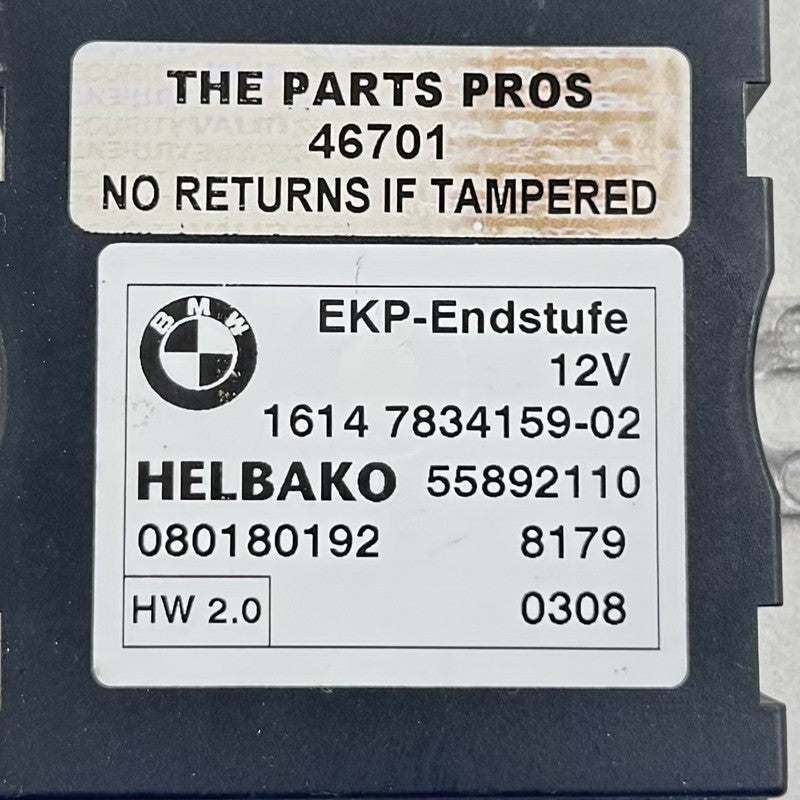 THE PARTS PROS
46701
NO RETURNS IF TAMPERED
BMW
EKP-Endstufe
12V
1614 7834159-02
HELBAKO 55892110
080180192 8179
HW 2.0 0308